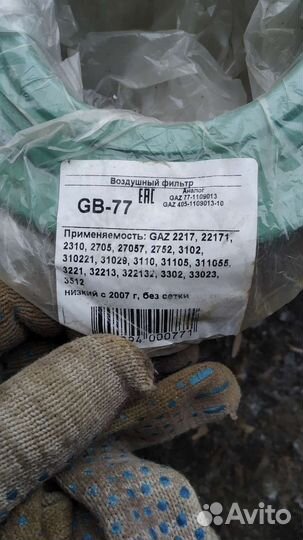 Воздушный фильтр
GB-77
EAC
Аналог
GAZ 77-1109013
GAZ 405-1109013-10
Применяемость: GAZ 2217, 22171,
2310, 2705, 27057, 2752, 3102,
310221, 31029, 3110, 31105, 311055,
3221, 32213, 322132, 3302, 33023,
3512
низкий с 2007 г, без сетки
54 000771
Avito